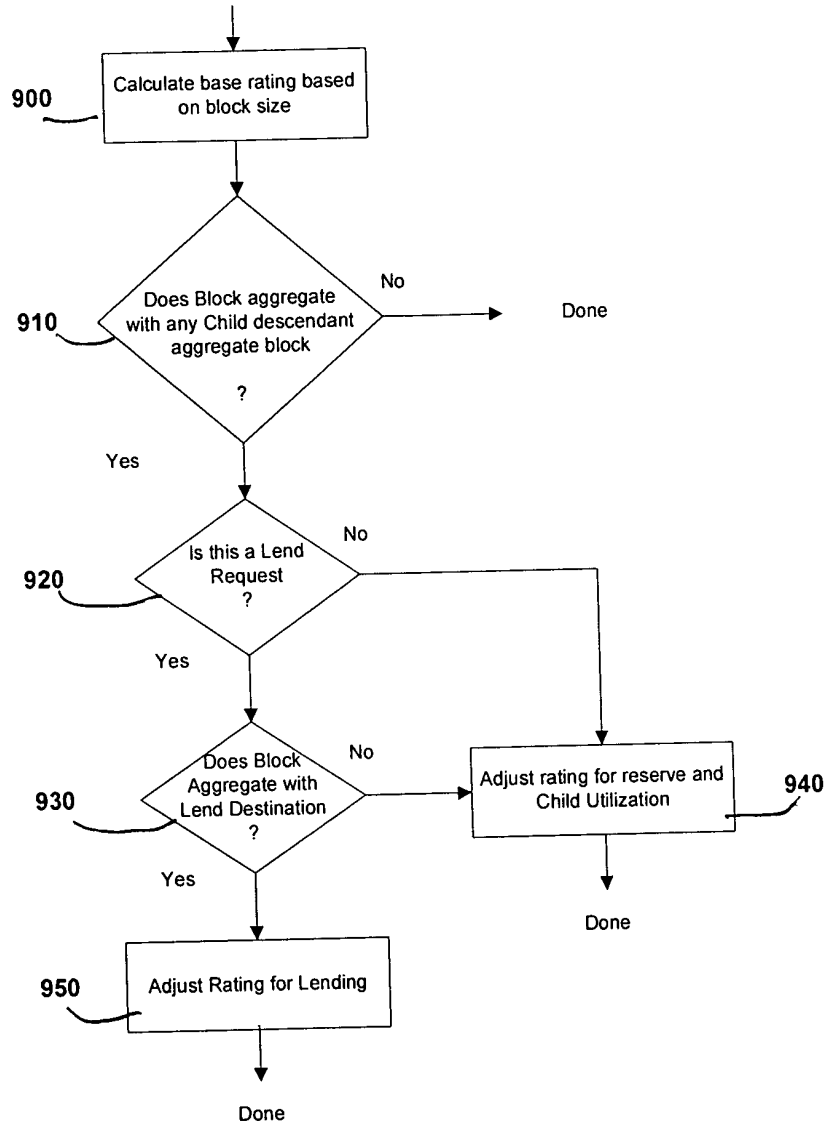 Calculate base rating based
on block size
900
No
Does Block aggregate
with any Child descendant
aggregate block
?
910
Done
Yes
No
Is this a Lend
Request
?
920
Yes
Does Block
Aggregate with
Lend Destination
?
No
930
Adjust rating for reserve and
Child Utilization
940
Yes
Done
Adjust Rating for Lending
950
Done